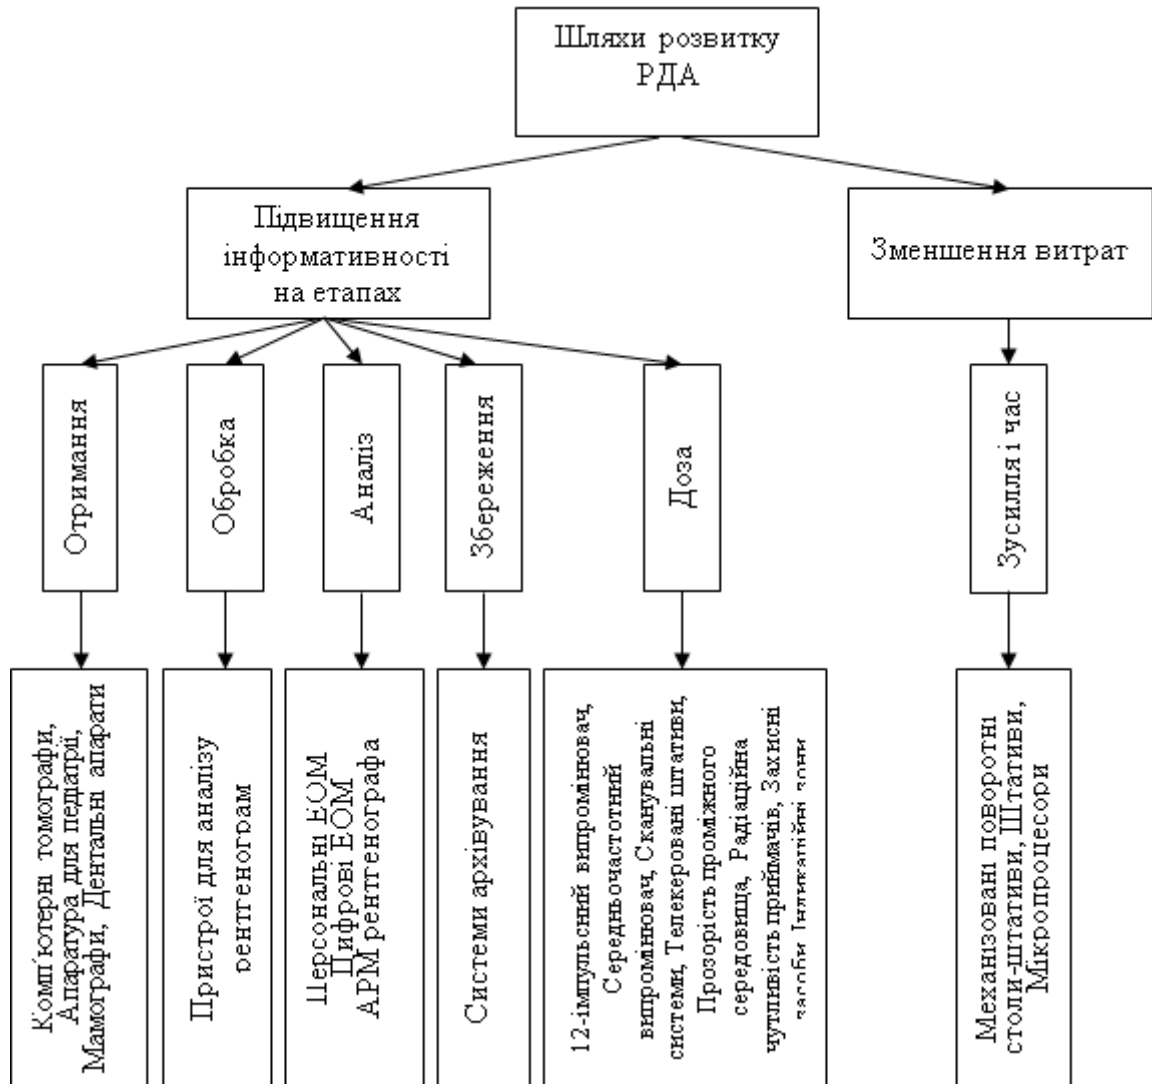 Шляхи розвитку
РДА
Підвищення
інформативності
на етапах
Зменшення витрат
Отримання
Обробка
Аналіз
Збереження
Доза
Зусилля і час
Комп'ютерні томографи,
Апаратура для педіатрії,
Мамографи, Дентальні апарати
Пристрої для аналізу
рентгенограм
Персональні ЕОМ
Цифрові ЕОМ
АРМ рентгенографа
Системи архівування
12-імпульсний випромінювач,
Середньочастотний
випромінювач, Сканувальні
системи, Телекеровані штативи,
Прозорість проміжного
середовища, Радіаційна
чутливість приймачів, Захисні
засоби Індикаційні зони
Механізовані поворотні
столи-штативи, Штативи,
Мікропроцесори